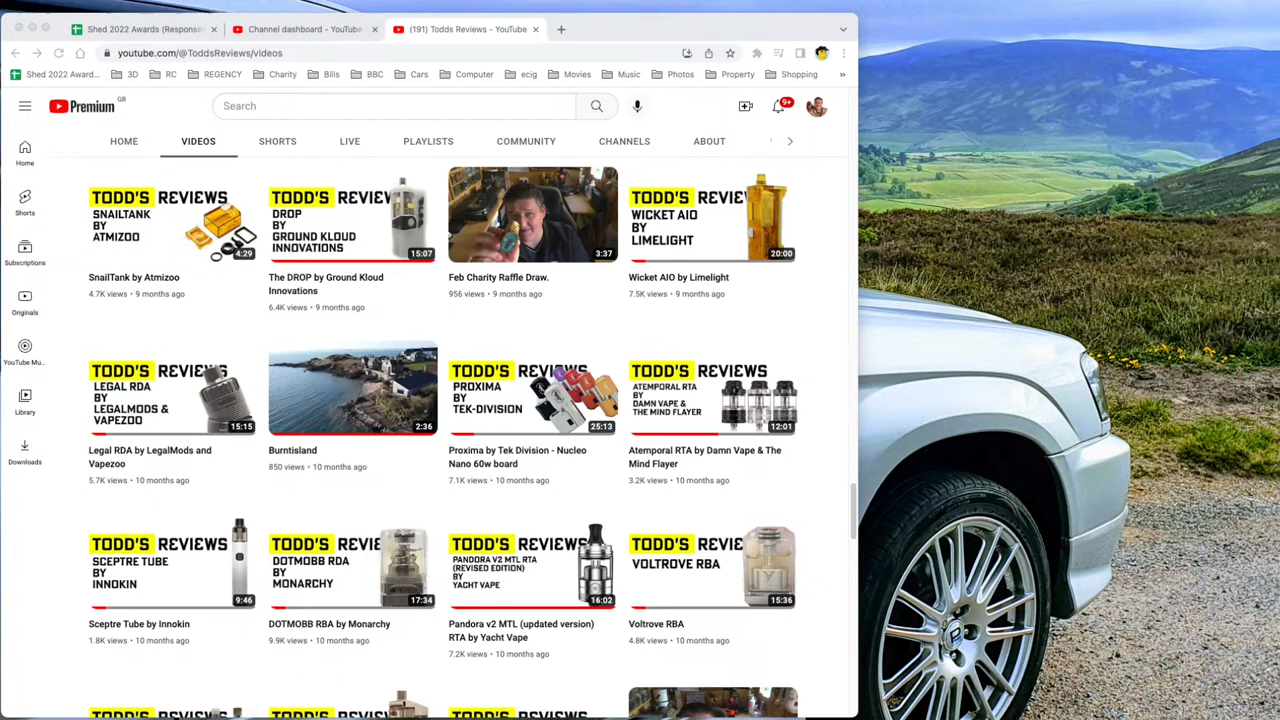 Shed 2022 Awards (Response
Channel dashboard - YouTube
(191) Todds Reviews - YouTube
youtube.com/@ToddsReviews/videos
Shed 2022 Award...
3D
RC
REGENCY
Charity
Bills
BBC
Cars
Computer
ecig
Movies
Music
Photos
Property
Shopping
»
Premium GB
Search
9+
HOME
VIDEOS
SHORTS
LIVE
PLAYLISTS
COMMUNITY
CHANNELS
ABOUT
Home
Shorts
Subscriptions
Originals
YouTube Mu...
Library
Downloads
TODD'S REVIEWS
SNAILTANK
BY
ATMIZOO
4:29
SnailTank by Atmizoo
4.7K views • 9 months ago
TODD'S REVIEW
DROP
BY
GROUND KLOUD
INNOVATIONS
15:07
The DROP by Ground Kloud
Innovations
6.4K views • 9 months ago
3:37
Feb Charity Raffle Draw.
956 views • 9 months ago
TODD'S REVIEW
WICKET AIO
BY
LIMELIGHT
20:00
Wicket AIO by Limelight
7.5K views • 9 months ago
TODD'S REVIEWS
LEGAL RDA
BY
LEGALMODS &
VAPEZOO
15:15
Legal RDA by LegalMods and
Vapezoo
5.7K views • 10 months ago
2:36
Burntisland
850 views • 10 months ago
TODD'S REVIEWS
PROXIMA
BY
TEK-DIVISION
25:13
Proxima by Tek Division - Nucleo
Nano 60w board
7.1K views • 10 months ago
TODD'S REVIEWS
ATEMPORAL RTA
BY
DAMN VAPE &
THE MIND FLAYER
12:01
Atemporal RTA by Damn Vape & The
Mind Flayer
3.2K views • 10 months ago
TODD'S REVIEWS
SCEPTRE TUBE
BY
INNOKIN
9:46
Sceptre Tube by Innokin
1.8K views • 10 months ago
TODD'S REVIE
DOTMOBB RDA
BY
MONARCHY
17:34
DOTMOBB RBA by Monarchy
9.9K views • 10 months ago
TODD'S REVIEWS
PANDORA V2 MTL RTA
(REVISED EDITION)
BY
YACHT VAPE
16:02
Pandora v2 MTL (updated version)
RTA by Yacht Vape
7.2K views • 10 months ago
TODD'S REVIE
VOLTROVE RBA
15:36
Voltrove RBA
4.8K views • 10 months ago